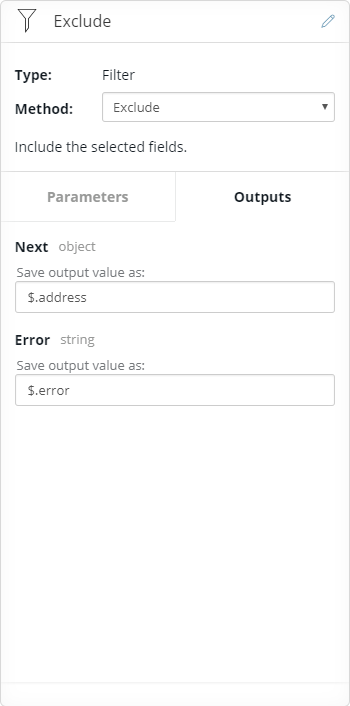 Exclude
Type: Filter
Method: Exclude
Include the selected fields.
Parameters Outputs
Next object
Save output value as:
$.address
Error string
Save output value as:
$.error